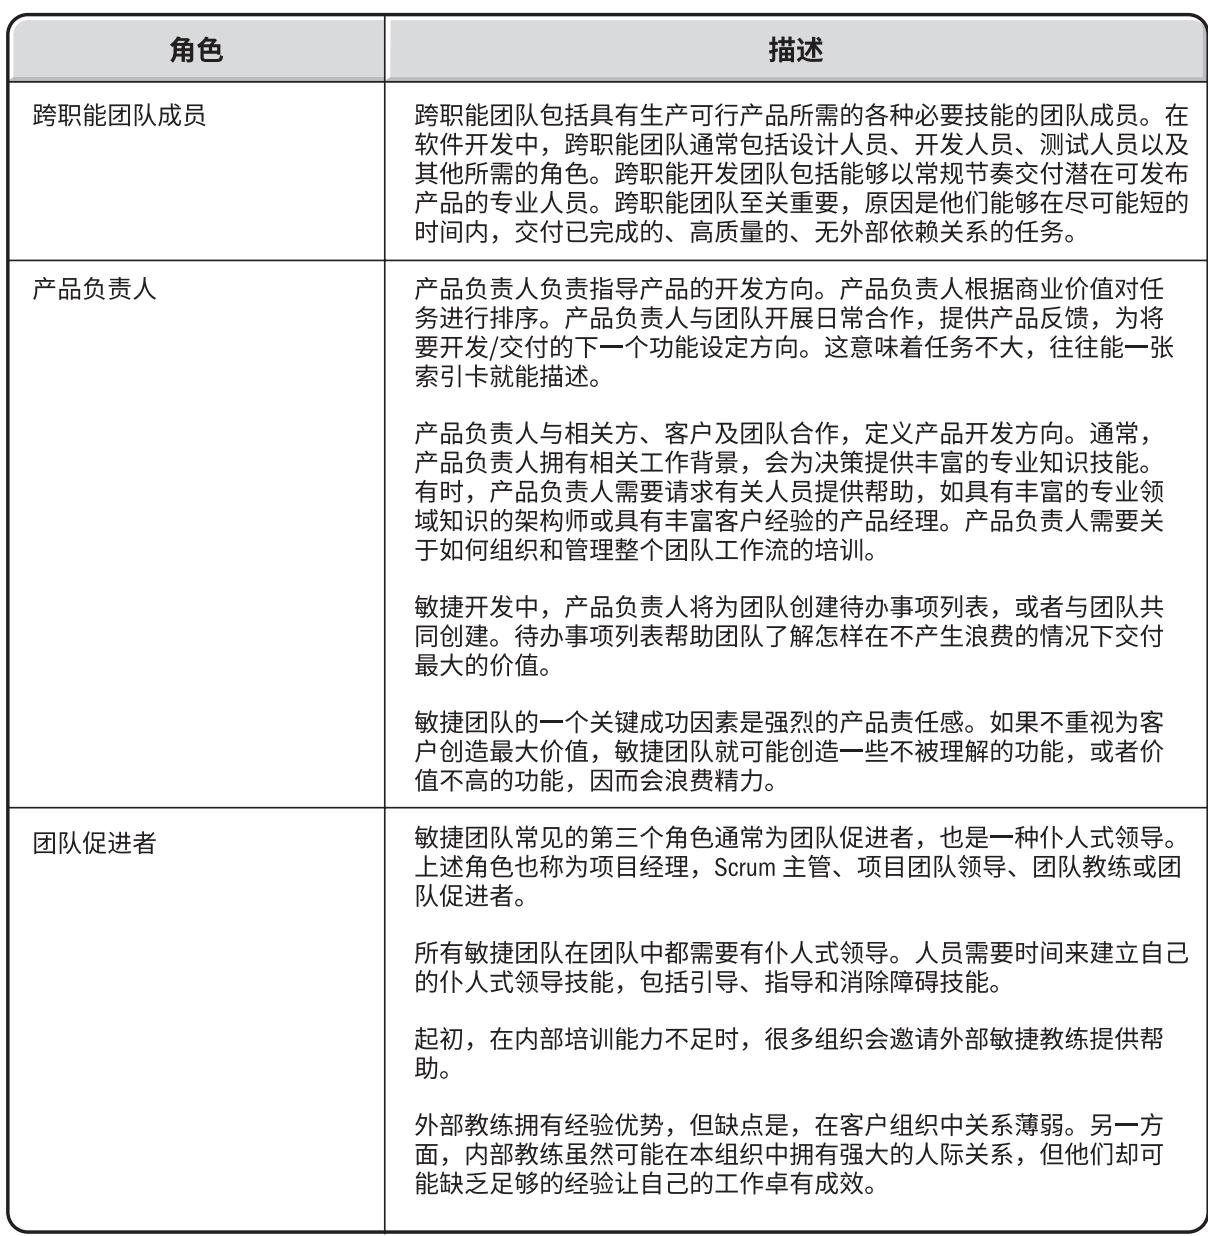 角色
描述
跨职能团队成员
跨职能团队包括具有生产可行产品所需的各种必要技能的团队成员。在
软件开发中，跨职能团队通常包括设计人员、开发人员、测试人员以及
其他所需的角色。跨职能开发团队包括能够以常规节奏交付潜在可发布
产品的专业人员。跨职能团队至关重要，原因是他们能够在尽可能短的
时间内，交付已完成的、高质量的、无外部依赖关系的任务。
产品负责人
产品负责人负责指导产品的开发方向。产品负责人根据商业价值对任
务进行排序。产品负责人与团队开展日常合作，提供产品反馈，为将
要开发/交付的下一个功能设定方向。这意味着任务不大，往往能一张
索引卡就能描述。
产品负责人与相关方、客户及团队合作，定义产品开发方向。通常，
产品负责人拥有相关工作背景，会为决策提供丰富的专业知识技能。
有时，产品负责人需要请求有关人员提供帮助，如具有丰富的专业领
域知识的架构师或具有丰富客户经验的产品经理。产品负责人需要关
于如何组织和管理整个团队工作流的培训。
敏捷开发中，产品负责人将为团队创建待办事项列表，或者与团队共
同创建。待办事项列表帮助团队了解怎样在不产生浪费的情况下交付
最大的价值。
敏捷团队的一个关键成功因素是强烈的产品责任感。如果不重视为客
户创造最大价值，敏捷团队就可能创造一些不被理解的功能，或者价
值不高的功能，因而会浪费精力。
团队促进者
敏捷团队常见的第三个角色通常为团队促进者，也是一种仆人式领导。
上述角色也称为项目经理，Scrum 主管、项目团队领导、团队教练或团
队促进者。
所有敏捷团队在团队中都需要有仆人式领导。人员需要时间来建立自己
的仆人式领导技能，包括引导、指导和消除障碍技能。
起初，在内部培训能力不足时，很多组织会邀请外部敏捷教练提供帮
助。
外部教练拥有经验优势，但缺点是，在客户组织中关系薄弱。另一方
面，内部教练虽然可能在本组织中拥有强大的人际关系，但他们却可
能缺乏足够的经验让自己的工作卓有成效。